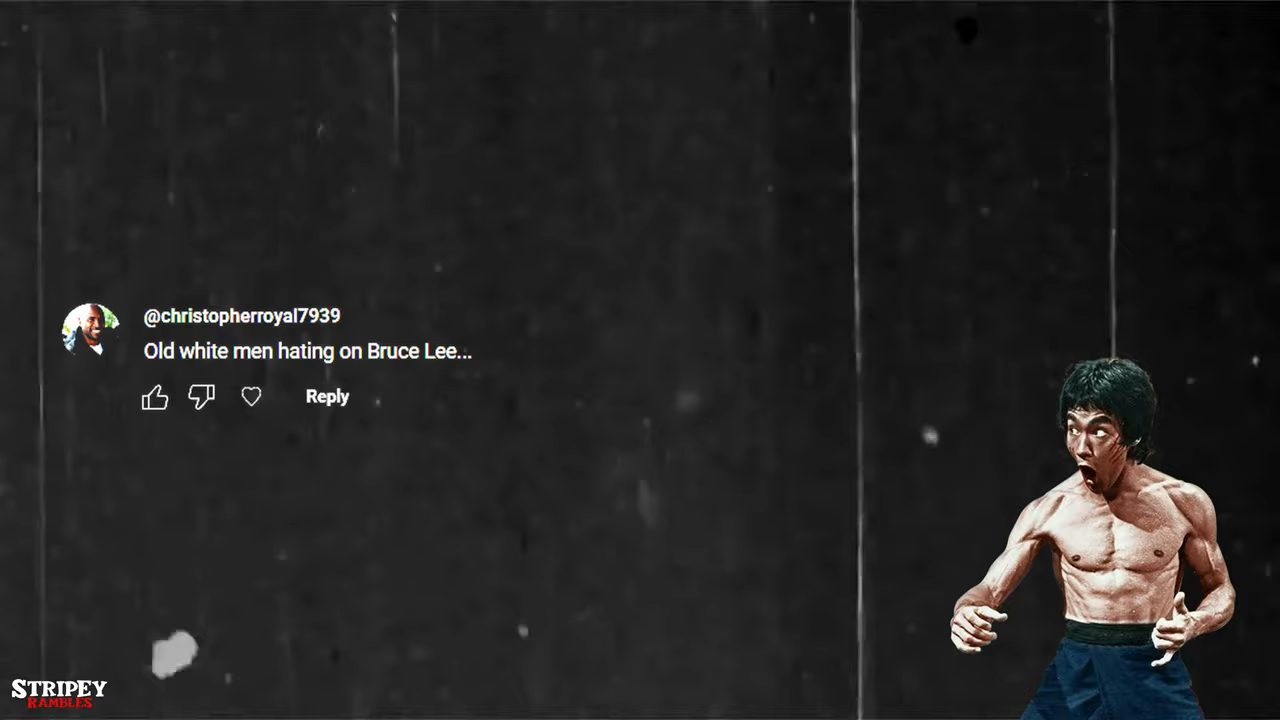 @christopherroyal7939
Old white men hating on Bruce Lee...
Reply
STRIPEY
RAMBLES